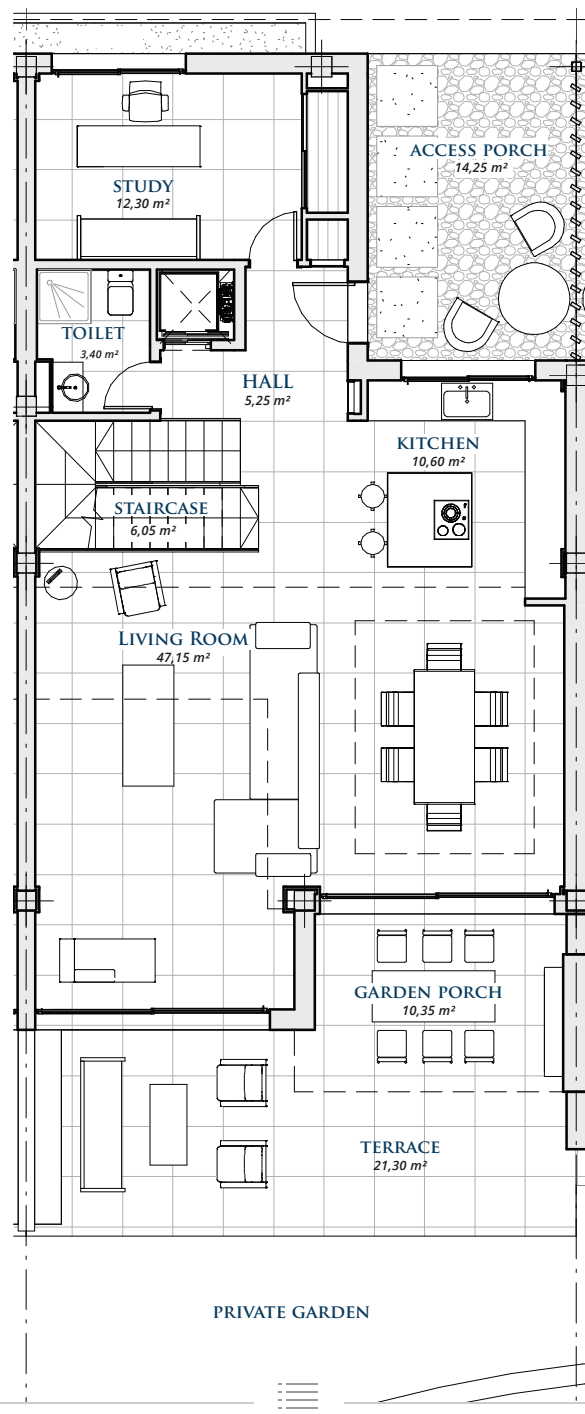 ACCESS PORCH
14,25 m²
STUDY
12,30 m²
TOILET
3,40 m²
HALL
5,25 m²
KITCHEN
10,60 m²
STAIRCASE
6,05 m²
LIVING ROOM
47,15 m²
GARDEN PORCH
10,35 m²
TERRACE
21,30 m²
PRIVATE GARDEN